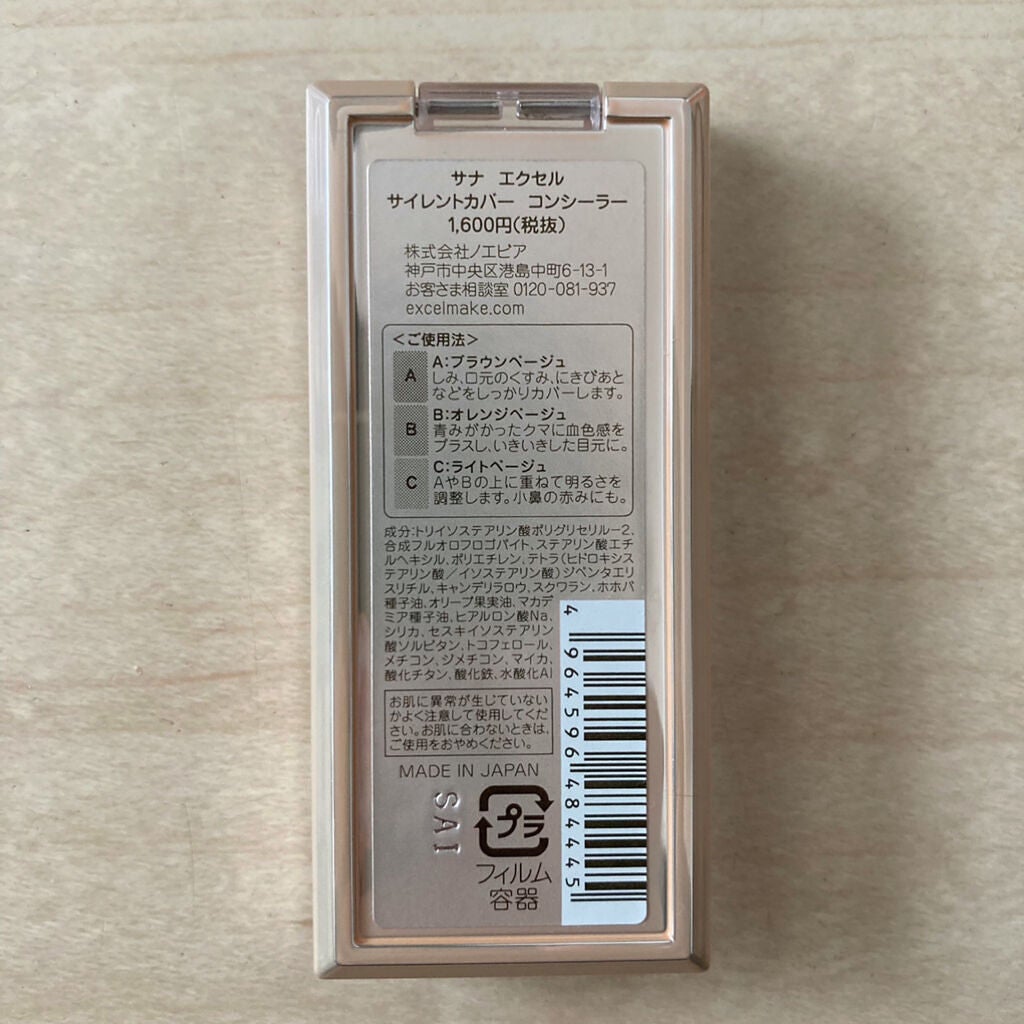 サナ エクセル
サイレントカバー コンシーラー
1,600円(税抜)
株式会社ノエビア
神戸市中央区港島中町6-13-1
お客さま相談室 0120-081-937
excelmake.com
＜ご使用法＞
A
A:ブラウンベージュ
しみ、口元のくすみ、にきびあと
などをしっかりカバーします。
B
B:オレンジベージュ
青みがかったクマに血色感を
プラスし、いきいきした目元に。
C
C:ライトベージュ
AやBの上に重ねて明るさを
調整します。小鼻の赤みにも。
成分:トリイソステアリン酸ポリグリセリル-2、
合成フルオロフロゴパイト、ステアリン酸エチ
ルヘキシル、ポリエチレン、テトラ(ヒドロキシス
テアリン酸／イソステアリン酸)ジペンタエリ
スリチル、キャンデリラロウ、スクワラン、ホホバ
種子油、オリーブ果実油、マカデ
ミア種子油、ヒアルロン酸Na、
シリカ、セスキイソステアリン
酸ソルビタン、トコフェロール、
メチコン、ジメチコン、マイカ、
酸化チタン、酸化鉄、水酸化Al
お肌に異常が生じていない
かよく注意して使用してくだ
さい。お肌に合わないときは、
ご使用をおやめください。
MADE IN JAPAN
SAI
プラ
フィルム
容器
4 964596 484445